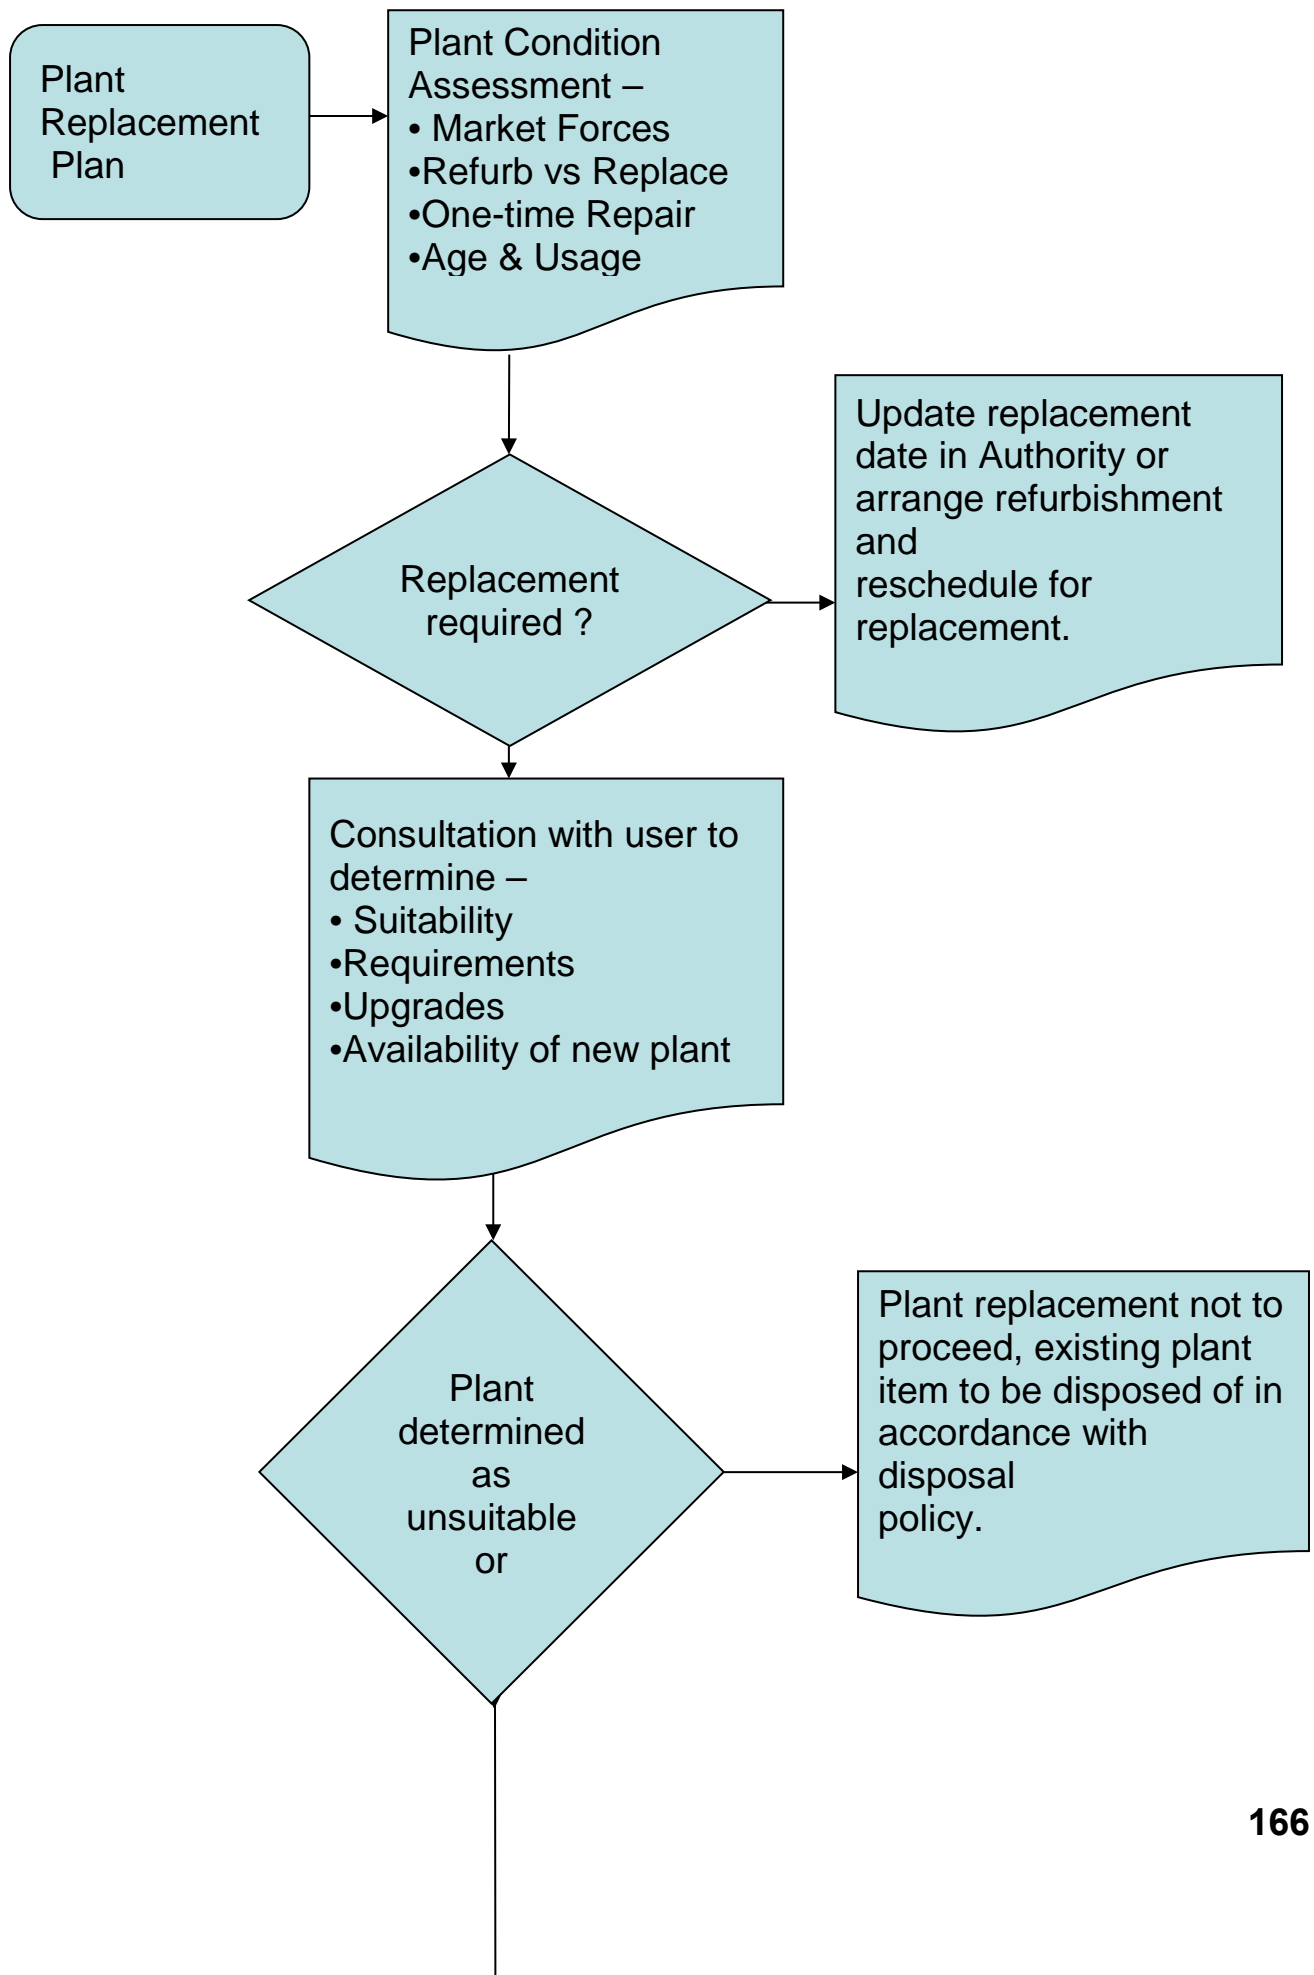 Plant
Replacement
Plan
Plant Condition
Assessment –
• Market Forces
•Refurb vs Replace
•One-time Repair
•Age & Usage
Replacement
required ?
Update replacement
date in Authority or
arrange refurbishment
and
reschedule for
replacement.
Consultation with user to
determine –
• Suitability
•Requirements
•Upgrades
•Availability of new plant
Plant
determined
as
unsuitable
or
Plant replacement not to
proceed, existing plant
item to be disposed of in
accordance with
disposal
policy.
166